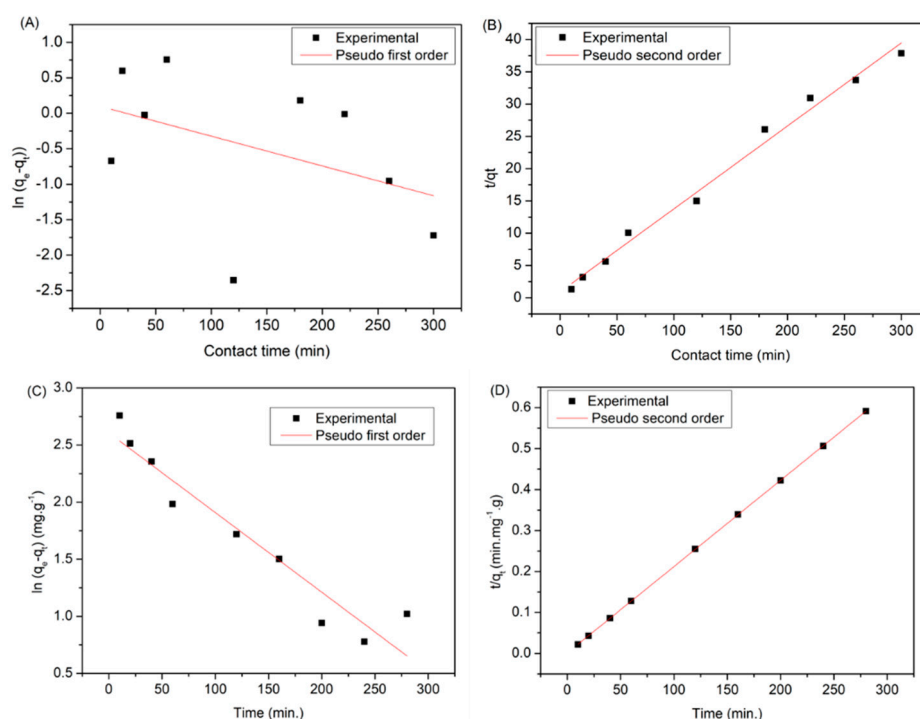 (A)
Experimental
Pseudo first order
1.0
0.5
0.0
-0.5
-1.0
-1.5
-2.0
-2.5
ln (qe-qt))
0 50 100 150 200 250 300
Contact time (min)
(B)
Experimental
Pseudo second order
40
35
30
25
20
15
10
5
0
t/qt
0 50 100 150 200 250 300
Contact time (min)
(C)
Experimental
Pseudo first order
3.0
2.5
2.0
1.5
1.0
0.5
ln (qe-qt) (mg.g-1)
0 50 100 150 200 250 300
Time (min.)
(D)
Experimental
Pseudo second order
0.6
0.5
0.4
0.3
0.2
0.1
0.0
t/qt (min.mg-1.g)
0 50 100 150 200 250 300
Time (min.)